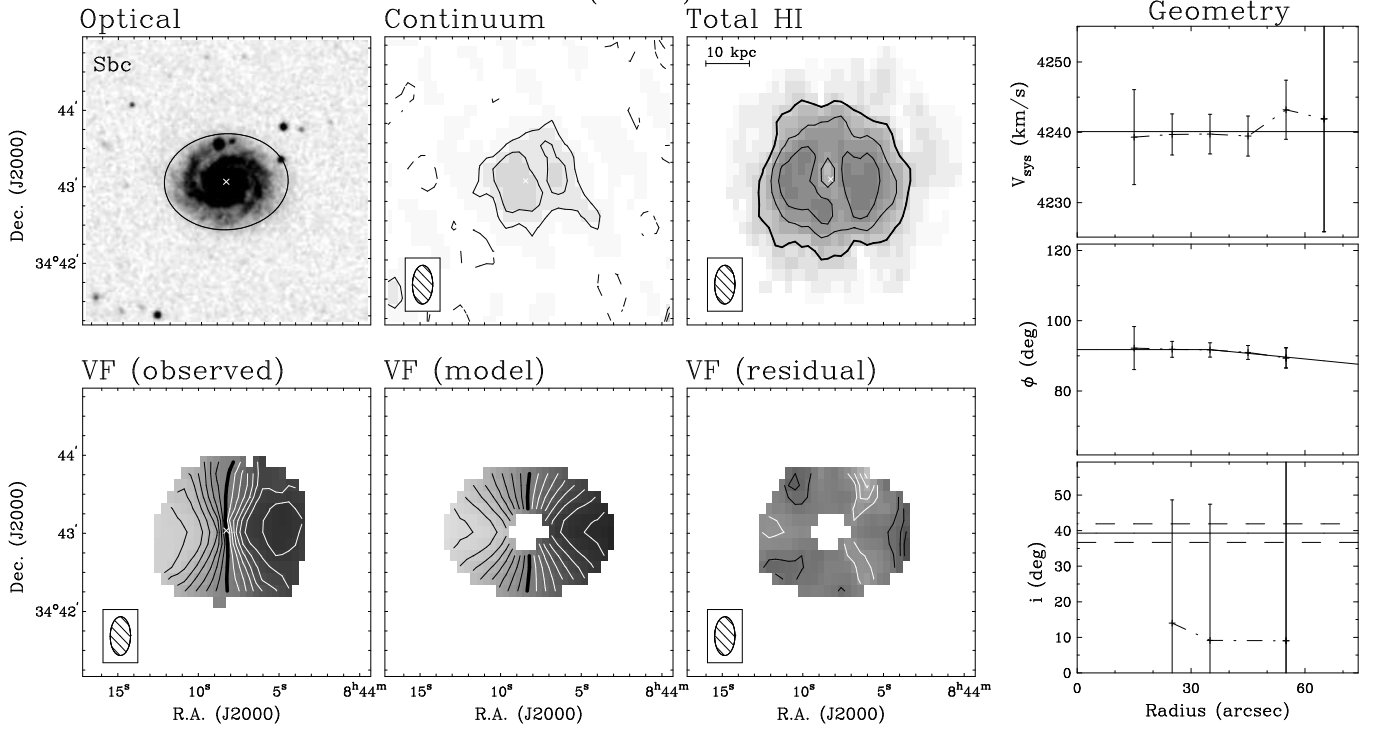 Optical
Continuum
Total HI
Geometry
Sbc
10 kpc
44′
43′
34°42′
Dec. (J2000)
4250
4240
4230
V_sys (km/s)
120
100
80
ϕ (deg)
VF (observed)
VF (model)
VF (residual)
44′
43′
34°42′
Dec. (J2000)
50
40
30
20
10
0
i (deg)
15ˢ 10ˢ 5ˢ 8ʰ44ᵐ
15ˢ 10ˢ 5ˢ 8ʰ44ᵐ
15ˢ 10ˢ 5ˢ
0 30 60
R.A. (J2000)
R.A. (J2000)
R.A. (J2000)
Radius (arcsec)